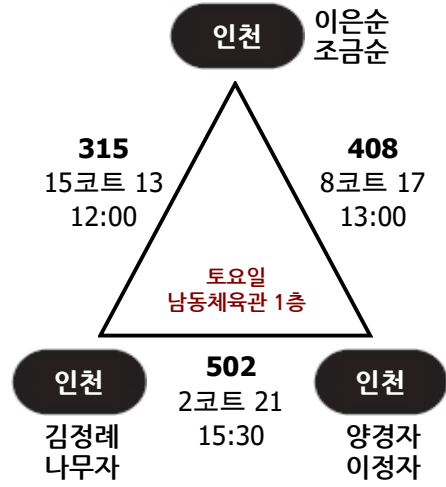 인천
이은순
조금순
315
15코트 13
12:00
408
8코트 17
13:00
토요일
남동체육관 1층
인천
김정례
나무자
502
2코트 21
15:30
인천
양경자
이정자